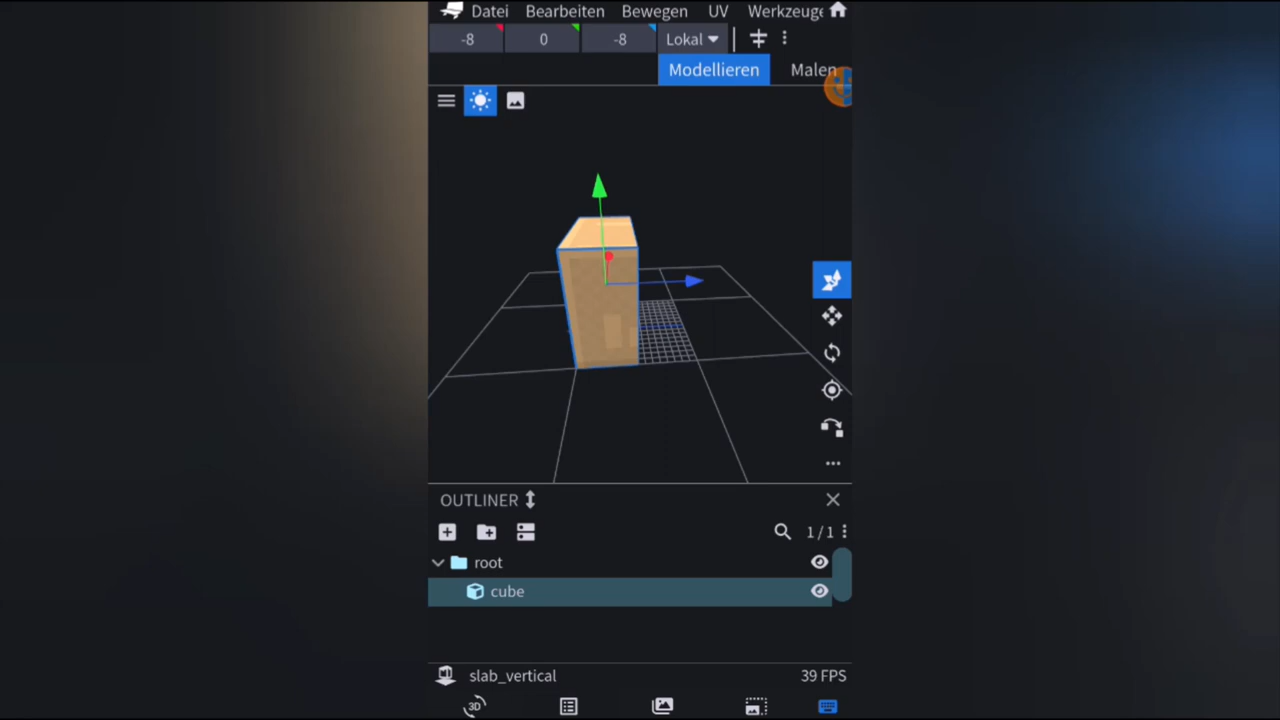 Datei Bearbeiten Bewegen UV Werkzeuge
-8 0 -8 Lokal
Modellieren Malen
OUTLINER
1/1
root
cube
slab_vertical 39 FPS
3D